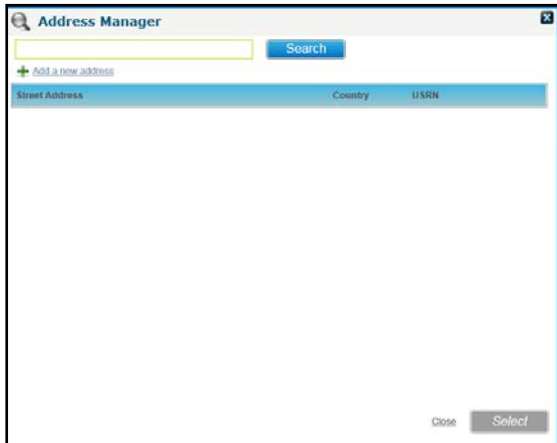 Address Manager
Search
Add a new address
Street Address Country USRN
Close Select